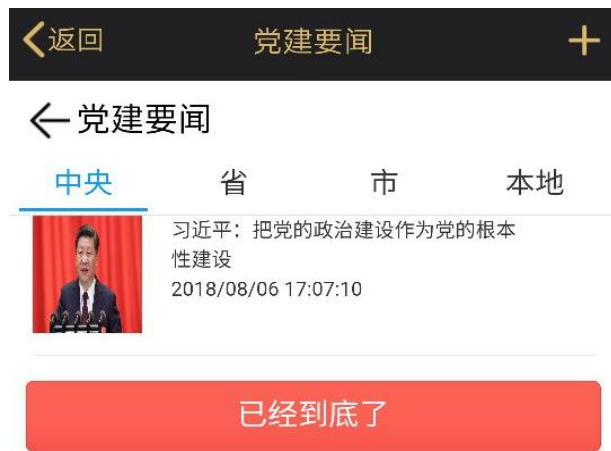 返回 党建要闻
党建要闻
中央 省 市 本地
习近平：把党的政治建设作为党的根本
性建设
2018/08/06 17:07:10
已经到底了